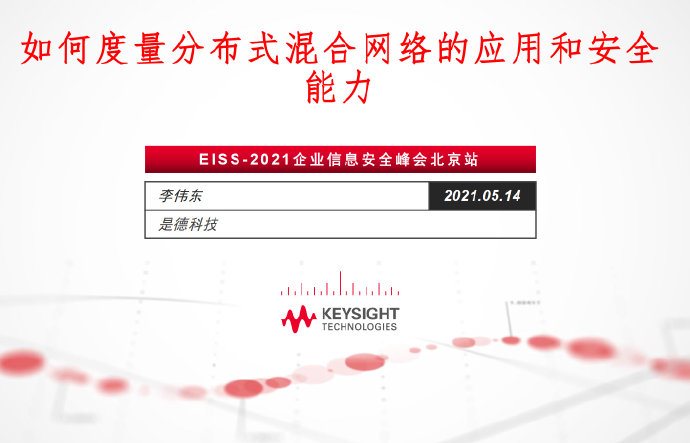 如何度量分布式混合网络的应用和安全
能力
EISS-2021企业信息安全峰会北京站
李伟东
2021.05.14
是德科技
KEYSIGHT
TECHNOLOGIES